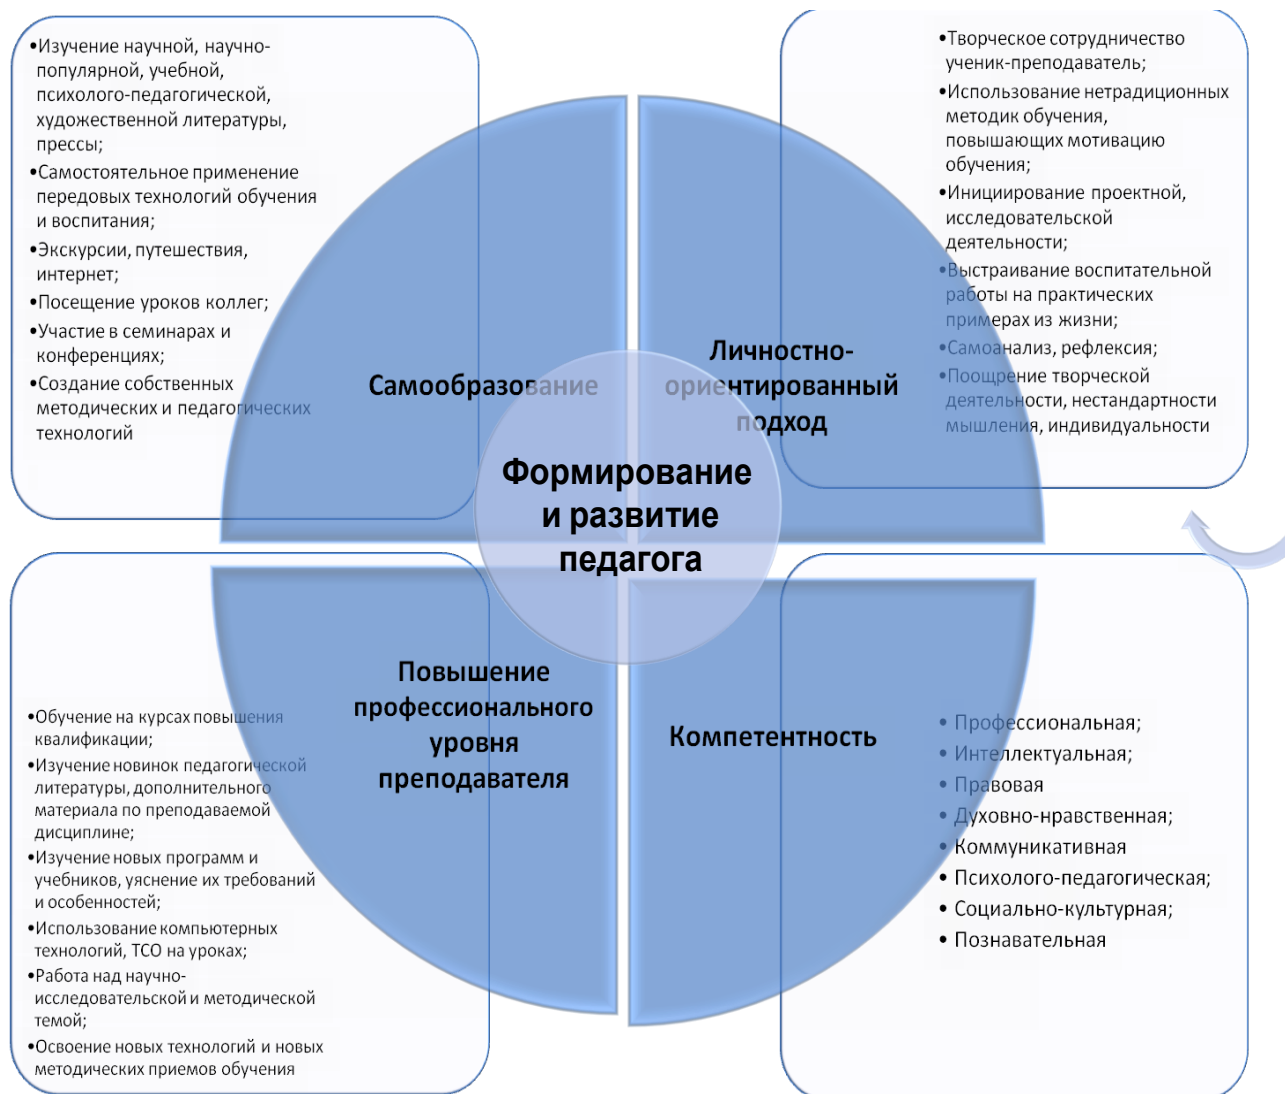 •Изучение научной, научно-
популярной, учебной,
психолого-педагогической,
художественной литературы,
прессы;
•Самостоятельное применение
передовых технологий обучения
и воспитания;
•Экскурсии, путешествия,
интернет;
•Посещение уроков коллег;
•Участие в семинарах и
конференциях;
•Создание собственных
методических и педагогических
технологий
•Творческое сотрудничество
ученик-преподаватель;
•Использование нетрадиционных
методик обучения,
повышающих мотивацию
обучения;
•Инициирование проектной,
исследовательской
деятельности;
•Выстраивание воспитательной
работы на практических
примерах из жизни;
•Самоанализ, рефлексия;
•Поощрение творческой
деятельности, нестандартности
мышления, индивидуальности
Самообразование
Личностно-
ориентированный
подход
Формирование
и развитие
педагога
Повышение
профессионального
уровня
преподавателя
Компетентность
•Обучение на курсах повышения
квалификации;
•Изучение новинок педагогической
литературы, дополнительного
материала по преподаваемой
дисциплине;
•Изучение новых программ и
учебников, уяснение их требований
и особенностей;
•Использование компьютерных
технологий, ТСО на уроках;
•Работа над научно-
исследовательской и методической
темой;
•Освоение новых технологий и новых
методических приемов обучения
• Профессиональная;
• Интеллектуальная;
• Правовая
• Духовно-нравственная;
• Коммуникативная
• Психолого-педагогическая;
• Социально-культурная;
• Познавательная